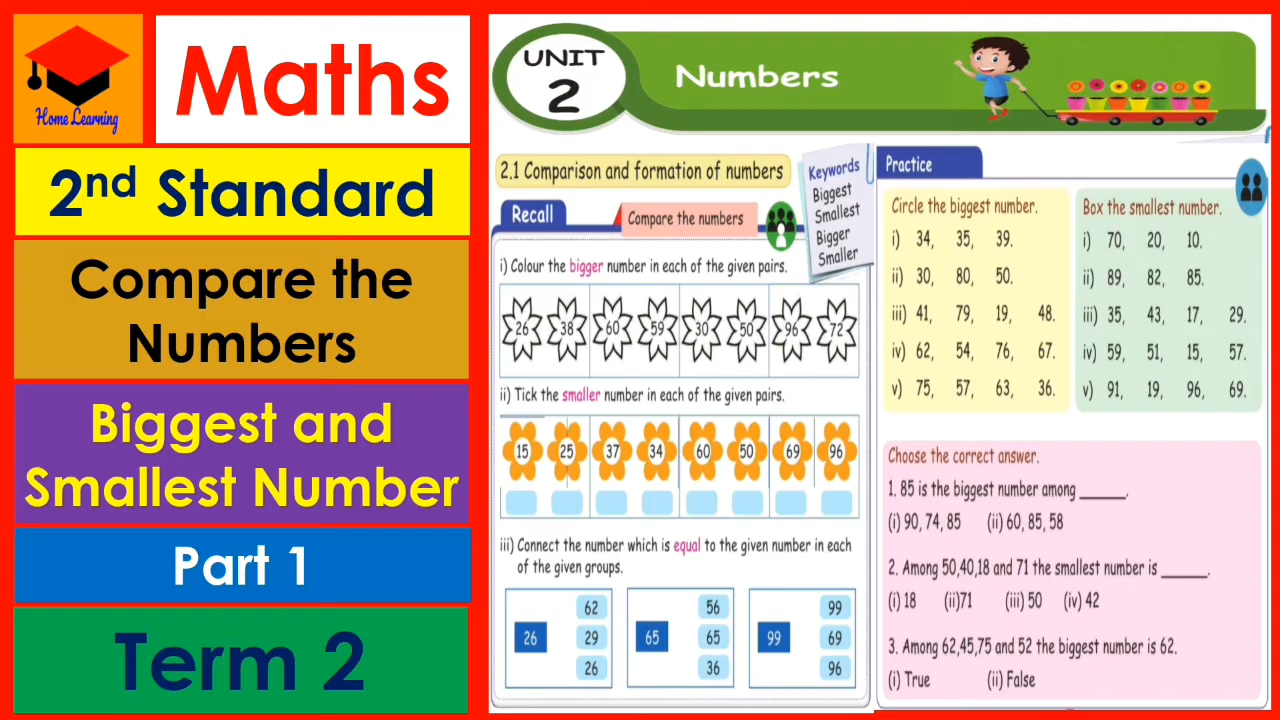 Home Learning
Maths
2nd Standard
Compare the
Numbers
Biggest and
Smallest Number
Part 1
Term 2
UNIT
2
Numbers
2.1 Comparison and formation of numbers
Keywords
Biggest
Smallest
Bigger
Smaller
Recall
Compare the numbers
i) Colour the bigger number in each of the given pairs.
26 38 60 59 30 50 96 72
ii) Tick the smaller number in each of the given pairs.
15 25 37 34 60 50 69 96
iii) Connect the number which is equal to the given number in each
of the given groups.
26
62
29
26
65
56
65
36
99
99
69
96
Practice
Circle the biggest number.
i) 34, 35, 39.
ii) 30, 80, 50.
iii) 41, 79, 19, 48.
iv) 62, 54, 76, 67.
v) 75, 57, 63, 36.
Box the smallest number.
i) 70, 20, 10.
ii) 89, 82, 85.
iii) 35, 43, 17, 29.
iv) 59, 51, 15, 57.
v) 91, 19, 96, 69.
Choose the correct answer.
1. 85 is the biggest number among ______.
(i) 90, 74, 85 (ii) 60, 85, 58
2. Among 50,40,18 and 71 the smallest number is ______.
(i) 18 (ii)71 (iii) 50 (iv) 42
3. Among 62,45,75 and 52 the biggest number is 62.
(i) True (ii) False